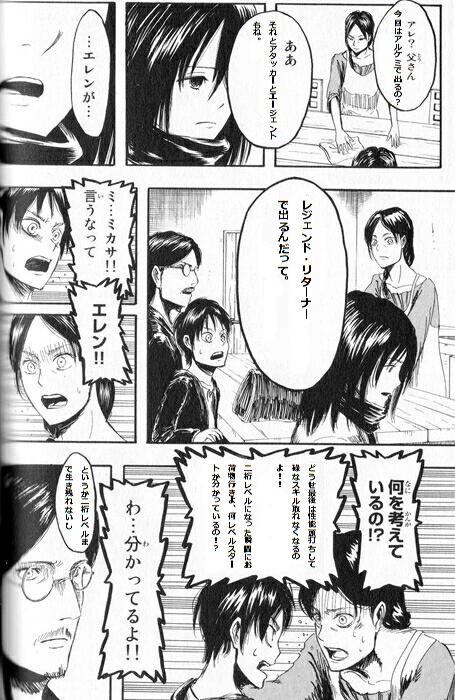 アレ?父さん
今回はアルケミで出るの?
ああ
それとアタッカーとエージェント
もね。
…エレンが…
レジェンド・リターナー
で出るんだって。
ミ…ミカサ!!
言うなって
エレン!!
何を考えて
いるの!?
どうせ最後は性能頭打ちして
碌なスキル取れなくなるの
よ!!
二桁レベルになった瞬間にお
荷物行きよ、何レベルスター
トか分かっているの!?
わ…分かってるよ!!
というか二桁レベルま
で生き残れないし